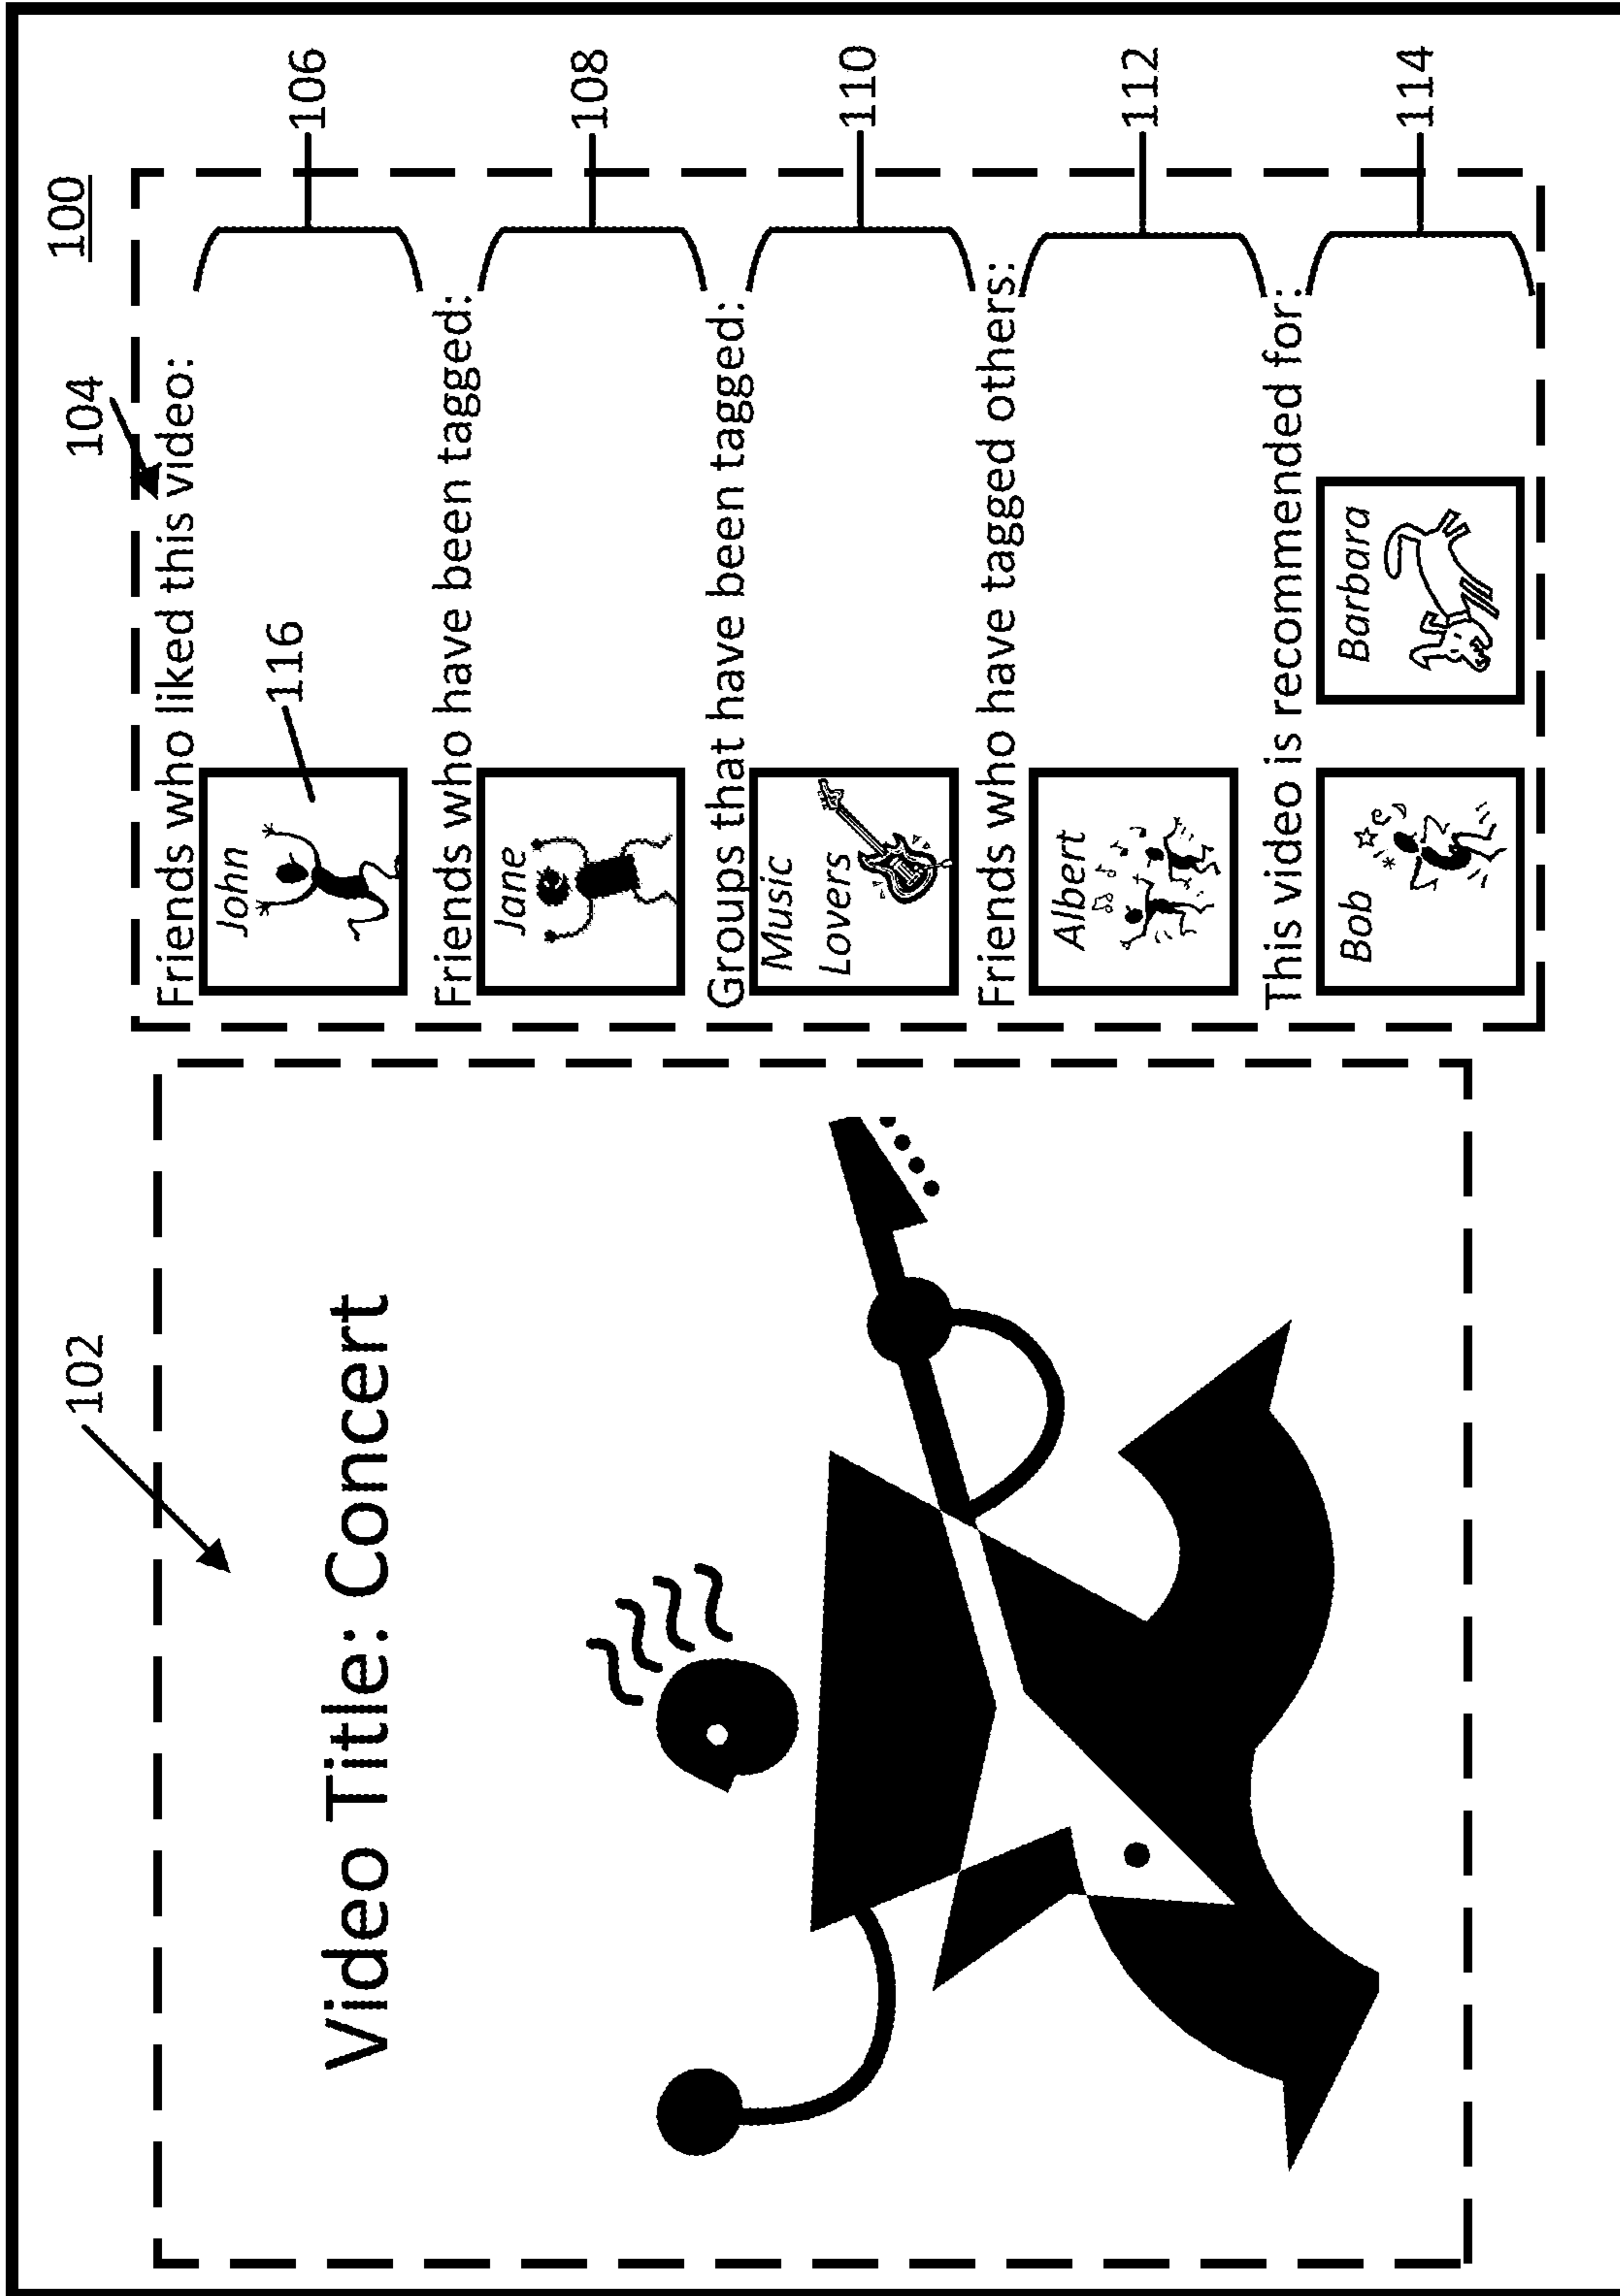 100
102
Video Title: Concert
104
Friends who liked this video:
John
116
106
Friends who have been tagged:
Jane
108
Groups that have been tagged:
Music
Lovers
110
Friends who have tagged others:
Albert
112
This video is recommended for:
Bob
Barbara
114